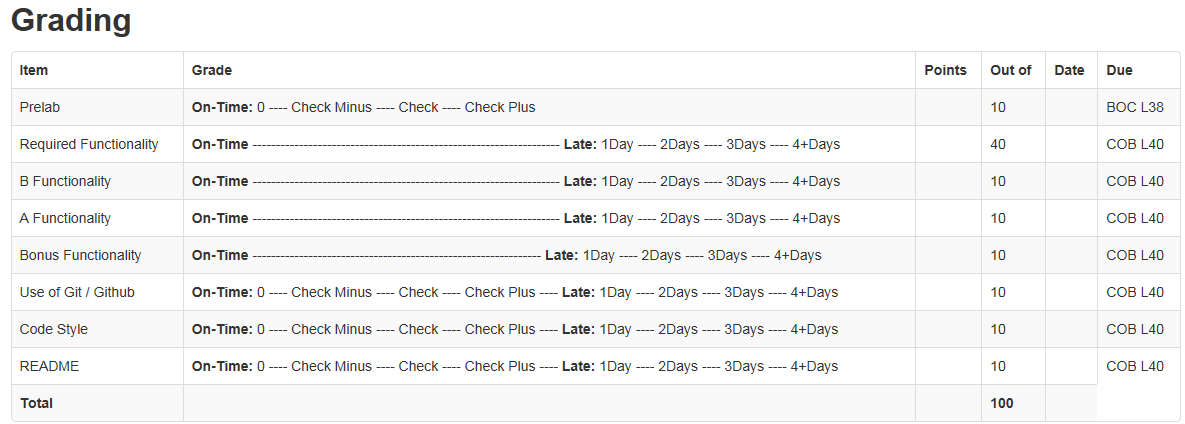 Grading
Item Grade Points Out of Date Due
Prelab On-Time: 0 ---- Check Minus ---- Check ---- Check Plus 10 BOC L38
Required Functionality On-Time ------------------------------------------------------------------ Late: 1Day ---- 2Days ---- 3Days ---- 4+Days 40 COB L40
B Functionality On-Time ------------------------------------------------------------------ Late: 1Day ---- 2Days ---- 3Days ---- 4+Days 10 COB L40
A Functionality On-Time ------------------------------------------------------------------ Late: 1Day ---- 2Days ---- 3Days ---- 4+Days 10 COB L40
Bonus Functionality On-Time -------------------------------------------------------------- Late: 1Day ---- 2Days ---- 3Days ---- 4+Days 10 COB L40
Use of Git / Github On-Time: 0 ---- Check Minus ---- Check ---- Check Plus ---- Late: 1Day ---- 2Days ---- 3Days ---- 4+Days 10 COB L40
Code Style On-Time: 0 ---- Check Minus ---- Check ---- Check Plus ---- Late: 1Day ---- 2Days ---- 3Days ---- 4+Days 10 COB L40
README On-Time: 0 ---- Check Minus ---- Check ---- Check Plus ---- Late: 1Day ---- 2Days ---- 3Days ---- 4+Days 10 COB L40
Total 100